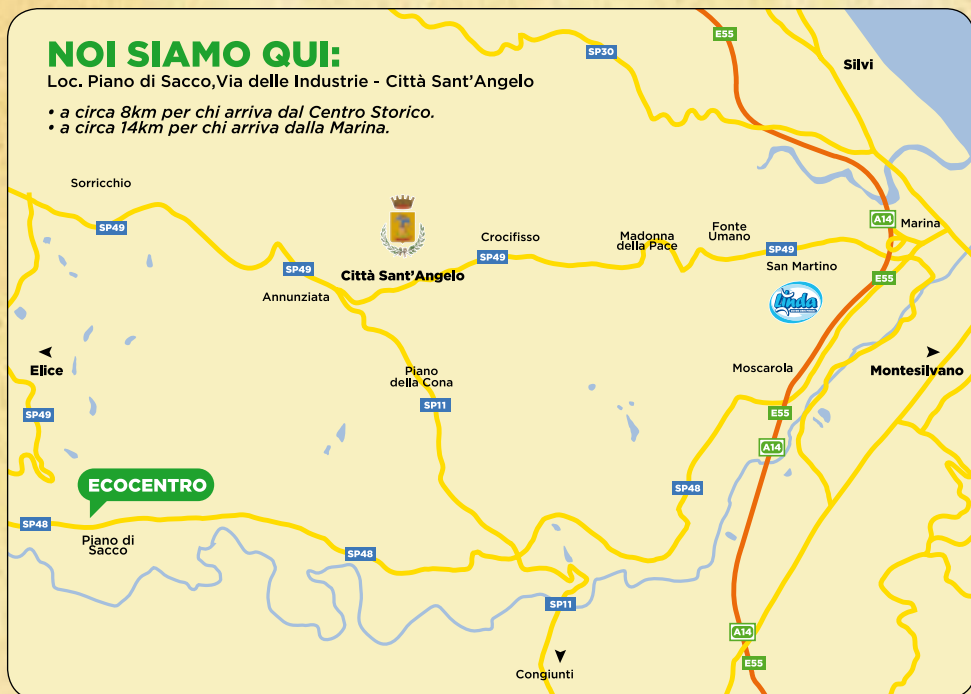 NOI SIAMO QUI:
Loc. Piano di Sacco,Via delle Industrie - Città Sant'Angelo
• a circa 8km per chi arriva dal Centro Storico.
• a circa 14km per chi arriva dalla Marina.
E55
SP30
Silvi
Sorricchio
SP49
A14
Marina
Crocifisso
Madonna
della Pace
Fonte
Umano
SP49
SP49
San Martino
SP49
Città Sant'Angelo
E55
Annunziata
Linda
Elice
Piano
della Cona
Moscarola
Montesilvano
SP49
SP11
E55
A14
ECOCENTRO
SP48
SP48
Piano di
Sacco
SP48
SP11
A14
E55
Congiunti